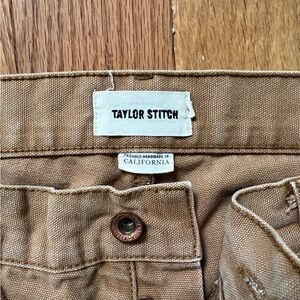 TAYLOR STITCH
PROUDLY HANDMADE IN
CALIFORNIA